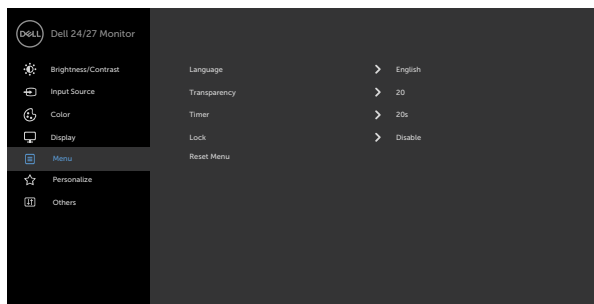 DELL Dell 24/27 Monitor
Brightness/Contrast
Input Source
Color
Display
Menu
Personalize
Others
Language English
Transparency 20
Timer 20s
Lock Disable
Reset Menu